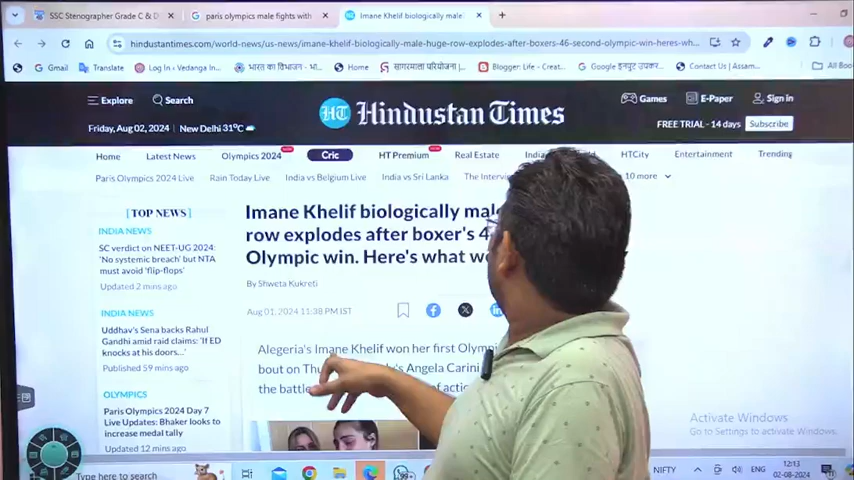 SSC Stenographer Grade C & D
paris olympics male fights with
Imane Khelif biologically male
hindustantimes.com/world-news/us-news/imane-khelif-biologically-male-huge-row-explodes-after-boxers-46-second-olympic-win-heres-wh...
Gmail
Translate
Log In ‹ Vedanga In...
भारत का विभाजन - भा...
Home
सागरमाथा परियोजना|...
Blogger: Life - Creat...
Google इनपुट उपकर...
Contact Us | Assam...
All Boo
Explore
Search
HT
Hindustan Times
Games
E-Paper
Sign in
Friday, Aug 02, 2024
New Delhi 31°C
FREE TRIAL - 14 days
Subscribe
Home
Latest News
Olympics 2024
Cric
HT Premium
Real Estate
HTCity
Entertainment
Trending
Paris Olympics 2024 Live
Rain Today Live
India vs Belgium Live
India vs Sri Lanka
10 more
[TOP NEWS]
INDIA NEWS
SC verdict on NEET-UG 2024:
'No systemic breach' but NTA
must avoid 'flip-flops'
Updated 2 mins ago
INDIA NEWS
Uddhav's Sena backs Rahul
Gandhi amid raid claims: 'If ED
knocks at his doors...'
Published 59 mins ago
OLYMPICS
Paris Olympics 2024 Day 7
Live Updates: Bhaker looks to
increase medal tally
Updated 12 mins ago
Imane Khelif biologically
row explodes after boxer's 4
Olympic win. Here's what
By Shweta Kukreti
Aug 01, 2024 11:38 PM IST
Alegeria's Imane Khelif won her first
bout on Angela Carini
the battle
Activate Windows
Go to Settings to activate Windows.
Type here to search
99+
NIFTY
ENG
12:13
02-08-2024